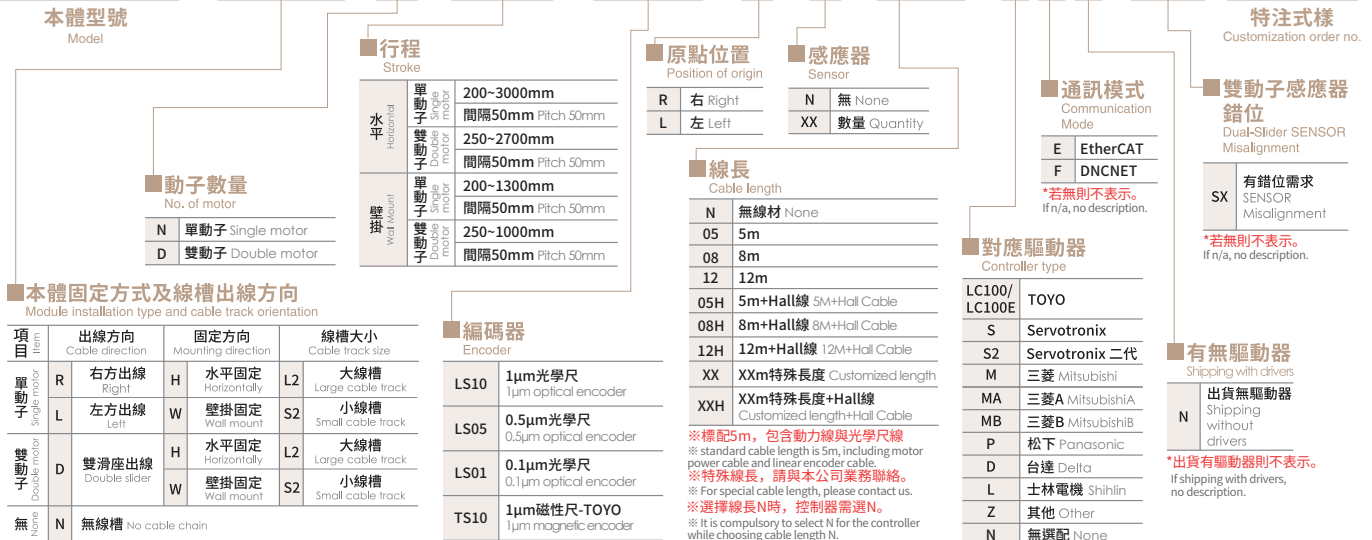 本體型號
Model
特注式樣
Customization order no.
■行程
Stroke
水平 Horizontal
單動子 Single motor
200~3000mm
間隔50mm Pitch 50mm
雙動子 Double motor
250~2700mm
間隔50mm Pitch 50mm
壁掛 Wall Mount
單動子 Single motor
200~1300mm
間隔50mm Pitch 50mm
雙動子 Double motor
250~1000mm
間隔50mm Pitch 50mm
■原點位置
Position of origin
R 右 Right
L 左 Left
■感應器
Sensor
N 無 None
XX 數量 Quantity
■通訊模式
Communication
Mode
E EtherCAT
F DNCNET
*若無則不表示。
If n/a, no description.
■雙動子感應器
錯位
Dual-Slider SENSOR
Misalignment
SX 有錯位需求
SENSOR
Misalignment
*若無則不表示。
If n/a, no description.
■動子數量
No. of motor
N 單動子 Single motor
D 雙動子 Double motor
■線長
Cable length
N 無線材 None
05 5m
08 8m
12 12m
05H 5m+Hall線 5M+Hall Cable
08H 8m+Hall線 8M+Hall Cable
12H 12m+Hall線 12M+Hall Cable
XX XXm特殊長度 Customized length
XXH XXm特殊長度+Hall線
Customized length+Hall Cable
※標配5m，包含動力線與光學尺線
※ standard cable length is 5m, including motor
power cable and linear encoder cable.
※特殊線長，請與本公司業務聯絡。
※ For special cable length, please contact us.
※選擇線長N時，控制器需選N。
※ It is compulsory to select N for the controller
while choosing cable length N.
■對應驅動器
Controller type
LC100/
LC100E TOYO
S Servotronix
S2 Servotronix 二代
M 三菱 Mitsubishi
MA 三菱A MitsubishiA
MB 三菱B MitsubishiB
P 松下 Panasonic
D 台達 Delta
L 士林電機 Shihlin
Z 其他 Other
N 無選配 None
■有無驅動器
Shipping with drivers
N 出貨無驅動器
Shipping
without
drivers
*出貨有驅動器則不表示。
If shipping with drivers,
no description.
■本體固定方式及線槽出線方向
Module installation type and cable track orientation
項目 Item 出線方向 固定方向 線槽大小
Cable direction Mounting direction Cable track size
單動子 Single motor
R 右方出線 H 水平固定 L2 大線槽
Right Horizontally Large cable track
L 左方出線 W 壁掛固定 S2 小線槽
Left Wall mount Small cable track
雙動子 Double motor
D 雙滑座出線
Double slider
H 水平固定 L2 大線槽
Horizontally Large cable track
W 壁掛固定 S2 小線槽
Wall mount Small cable track
無 None N 無線槽 No cable chain
■編碼器
Encoder
LS10 1μm光學尺
1μm optical encoder
LS05 0.5μm光學尺
0.5μm optical encoder
LS01 0.1μm光學尺
0.1μm optical encoder
TS10 1μm磁性尺-TOYO
1μm magnetic encoder